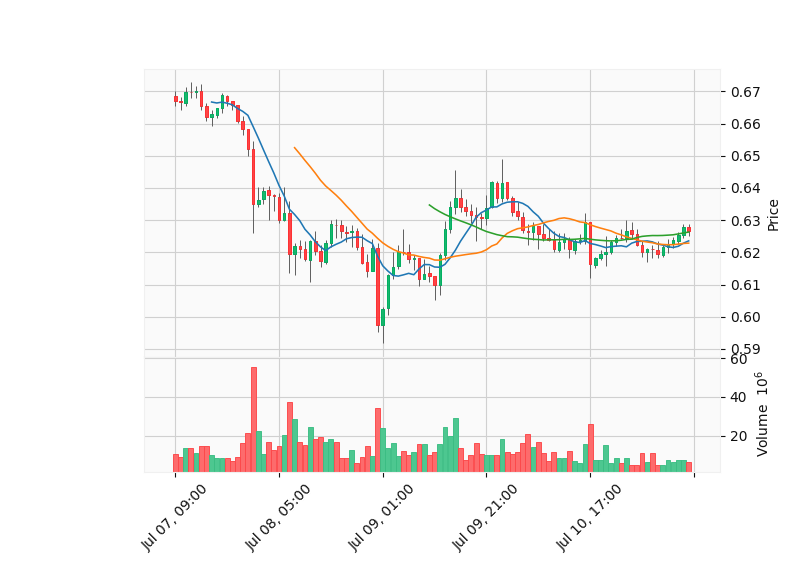 0.67
0.66
0.65
0.64
0.63
0.62
0.61
0.60
0.59
Price
60
40
20
Volume 10⁶
Jul 07, 09:00
Jul 08, 05:00
Jul 09, 01:00
Jul 09, 21:00
Jul 10, 17:00